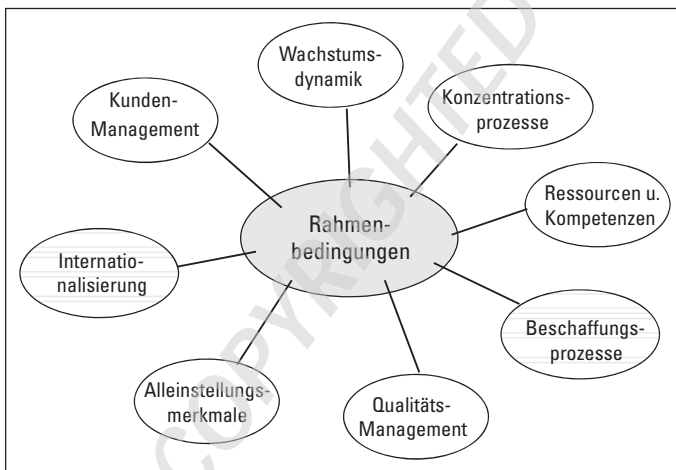 Wachstums-
dynamik
Kunden-
Management
Konzentrations-
prozesse
Ressourcen u.
Kompetenzen
Rahmen-
bedingungen
Internatio-
nalisierung
Beschaffungs-
prozesse
Alleinstellungs-
merkmale
Qualitäts-
Management
COPYRIGHTED